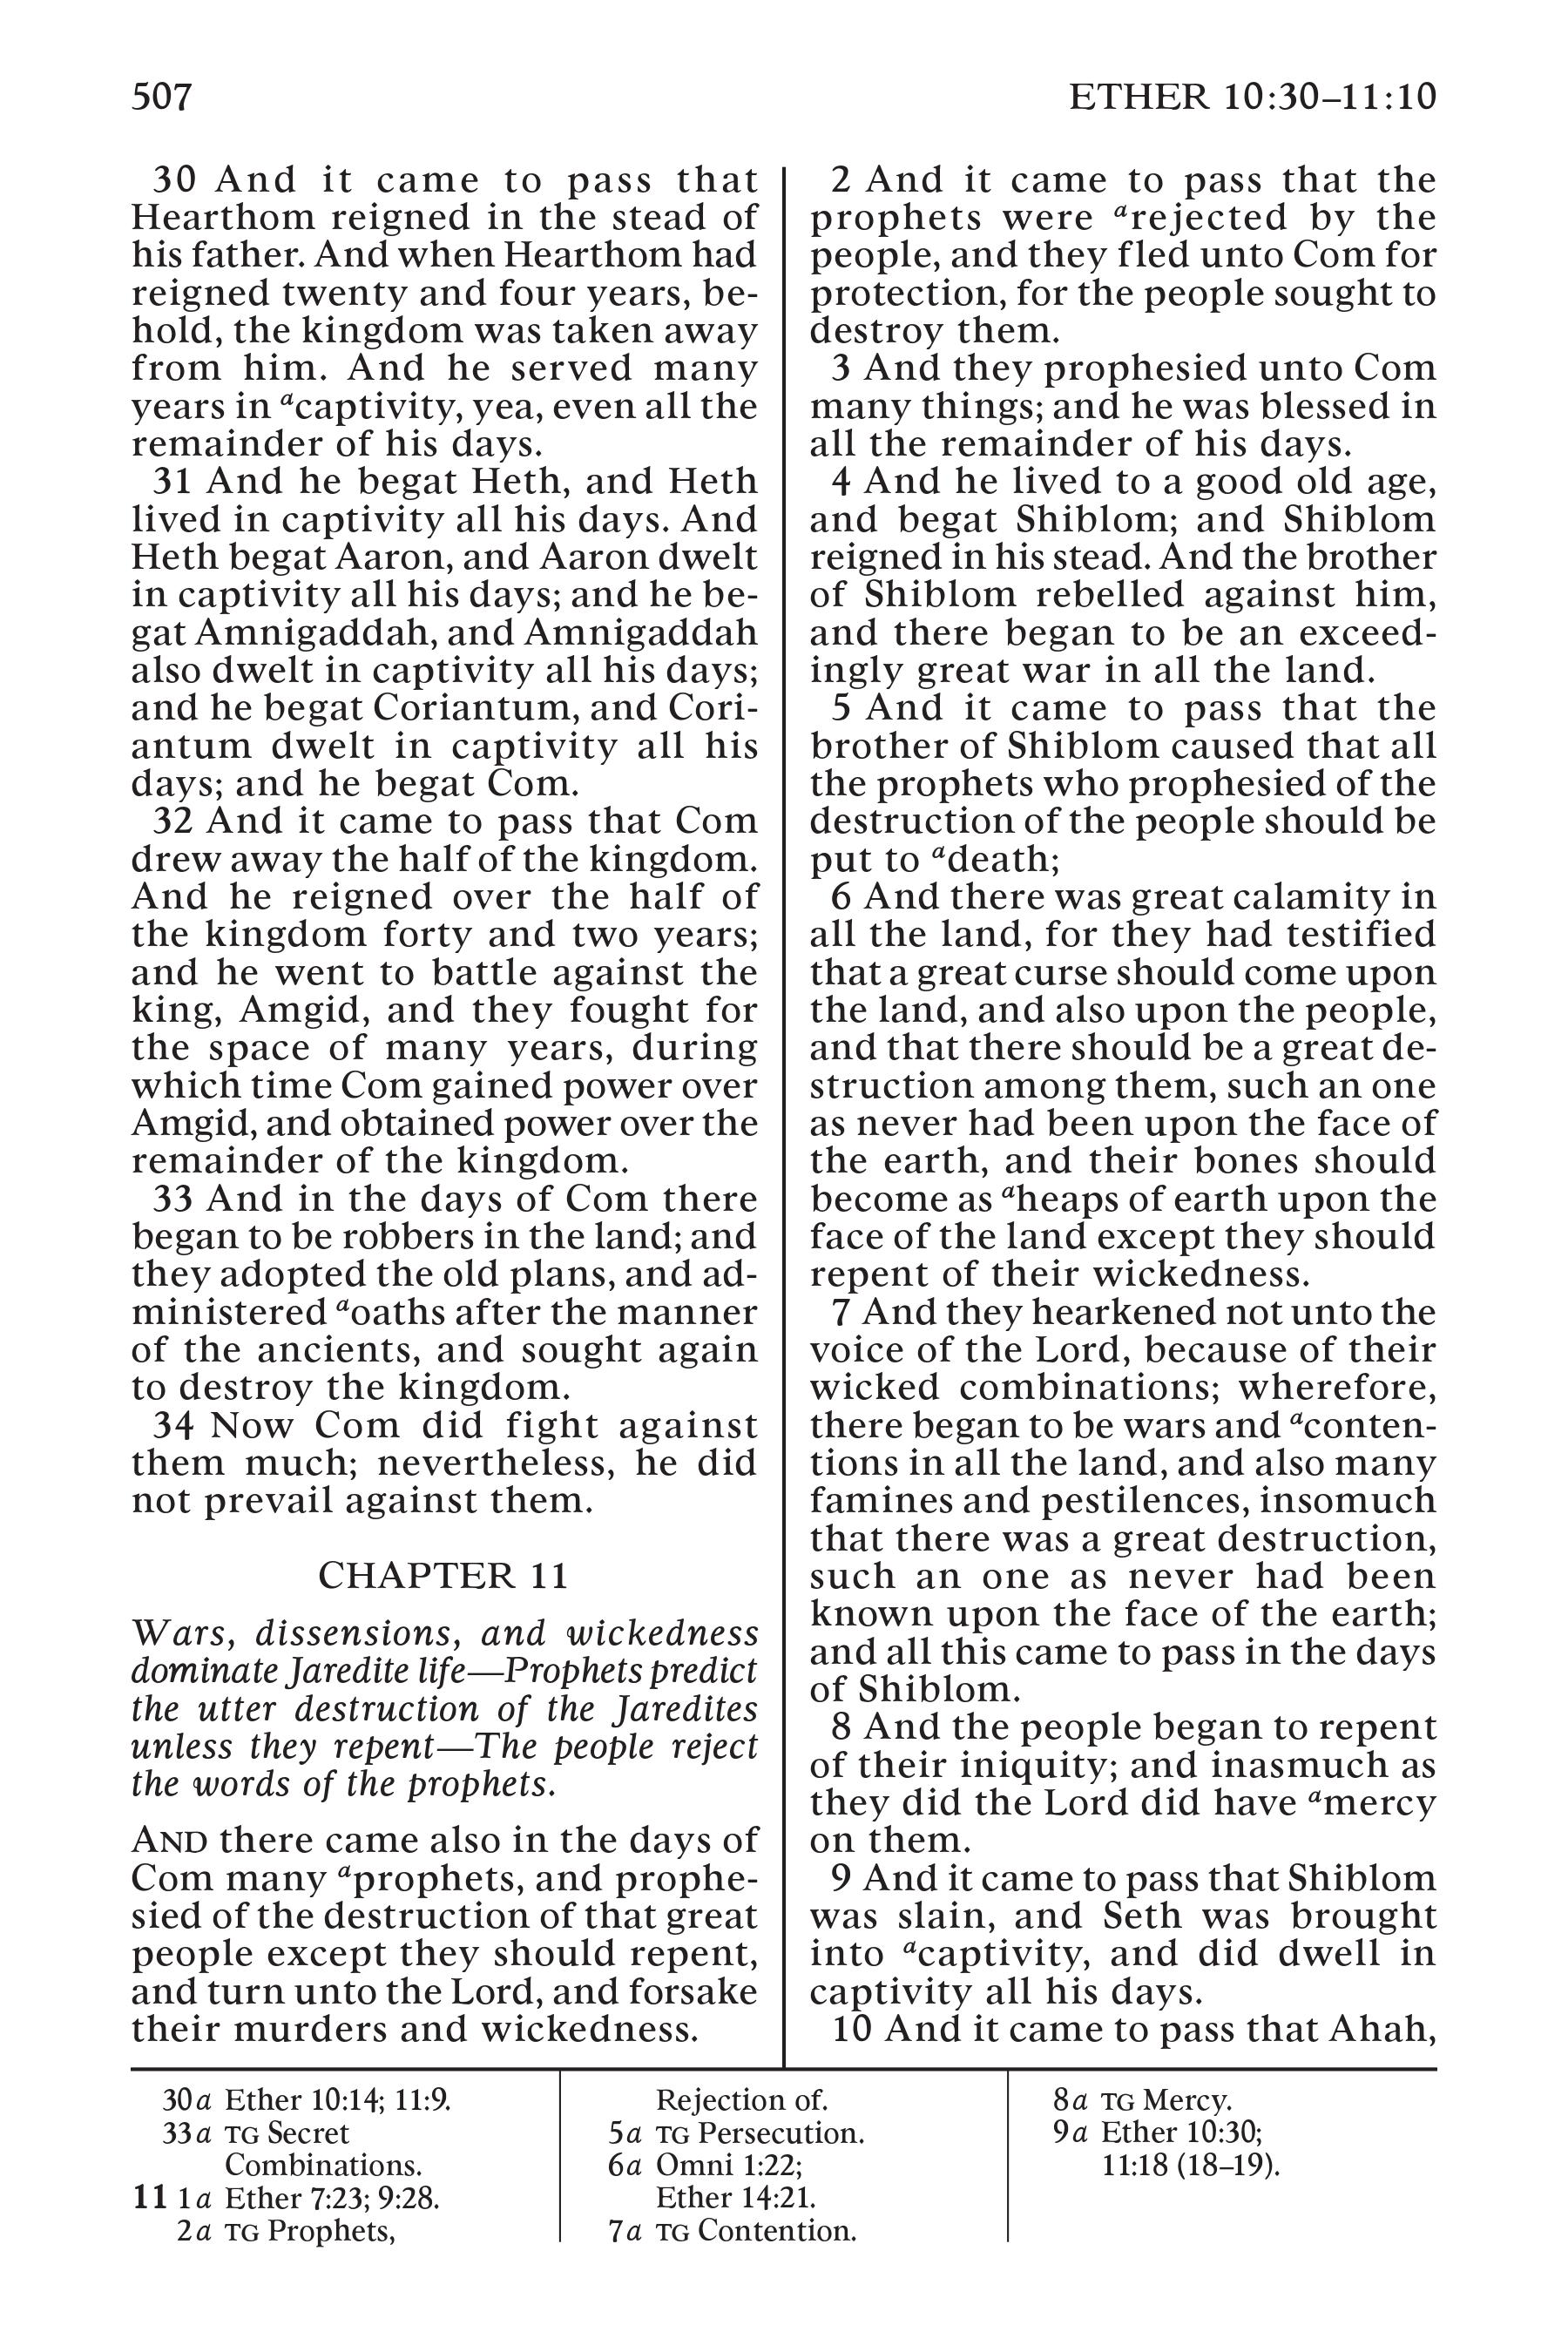 507
ETHER 10:30–11:10
30 And it came to pass that
Hearthom reigned in the stead of
his father. And when Hearthom had
reigned twenty and four years, be-
hold, the kingdom was taken away
from him. And he served many
years in acaptivity, yea, even all the
remainder of his days.
31 And he begat Heth, and Heth
lived in captivity all his days. And
Heth begat Aaron, and Aaron dwelt
in captivity all his days; and he be-
gat Amnigaddah, and Amnigaddah
also dwelt in captivity all his days;
and he begat Coriantum, and Cori-
antum dwelt in captivity all his
days; and he begat Com.
32 And it came to pass that Com
drew away the half of the kingdom.
And he reigned over the half of
the kingdom forty and two years;
and he went to battle against the
king, Amgid, and they fought for
the space of many years, during
which time Com gained power over
Amgid, and obtained power over the
remainder of the kingdom.
33 And in the days of Com there
began to be robbers in the land; and
they adopted the old plans, and ad-
ministered aoaths after the manner
of the ancients, and sought again
to destroy the kingdom.
34 Now Com did fight against
them much; nevertheless, he did
not prevail against them.
CHAPTER 11
Wars, dissensions, and wickedness
dominate Jaredite life—Prophets predict
the utter destruction of the Jaredites
unless they repent—The people reject
the words of the prophets.
AND there came also in the days of
Com many aprophets, and prophe-
sied of the destruction of that great
people except they should repent,
and turn unto the Lord, and forsake
their murders and wickedness.
2 And it came to pass that the
prophets were arejected by the
people, and they fled unto Com for
protection, for the people sought to
destroy them.
3 And they prophesied unto Com
many things; and he was blessed in
all the remainder of his days.
4 And he lived to a good old age,
and begat Shiblom; and Shiblom
reigned in his stead. And the brother
of Shiblom rebelled against him,
and there began to be an exceed-
ingly great war in all the land.
5 And it came to pass that the
brother of Shiblom caused that all
the prophets who prophesied of the
destruction of the people should be
put to adeath;
6 And there was great calamity in
all the land, for they had testified
that a great curse should come upon
the land, and also upon the people,
and that there should be a great de-
struction among them, such an one
as never had been upon the face of
the earth, and their bones should
become as aheaps of earth upon the
face of the land except they should
repent of their wickedness.
7 And they hearkened not unto the
voice of the Lord, because of their
wicked combinations; wherefore,
there began to be wars and aconten-
tions in all the land, and also many
famines and pestilences, insomuch
that there was a great destruction,
such an one as never had been
known upon the face of the earth;
and all this came to pass in the days
of Shiblom.
8 And the people began to repent
of their iniquity; and inasmuch as
they did the Lord did have amercy
on them.
9 And it came to pass that Shiblom
was slain, and Seth was brought
into acaptivity, and did dwell in
captivity all his days.
10 And it came to pass that Ahah,
30a Ether 10:14; 11:9.
33a TG Secret
Combinations.
11 1a Ether 7:23; 9:28.
2a TG Prophets,
Rejection of.
5a TG Persecution.
6a Omni 1:22;
Ether 14:21.
7a TG Contention.
8a TG Mercy.
9a Ether 10:30;
11:18 (18–19).